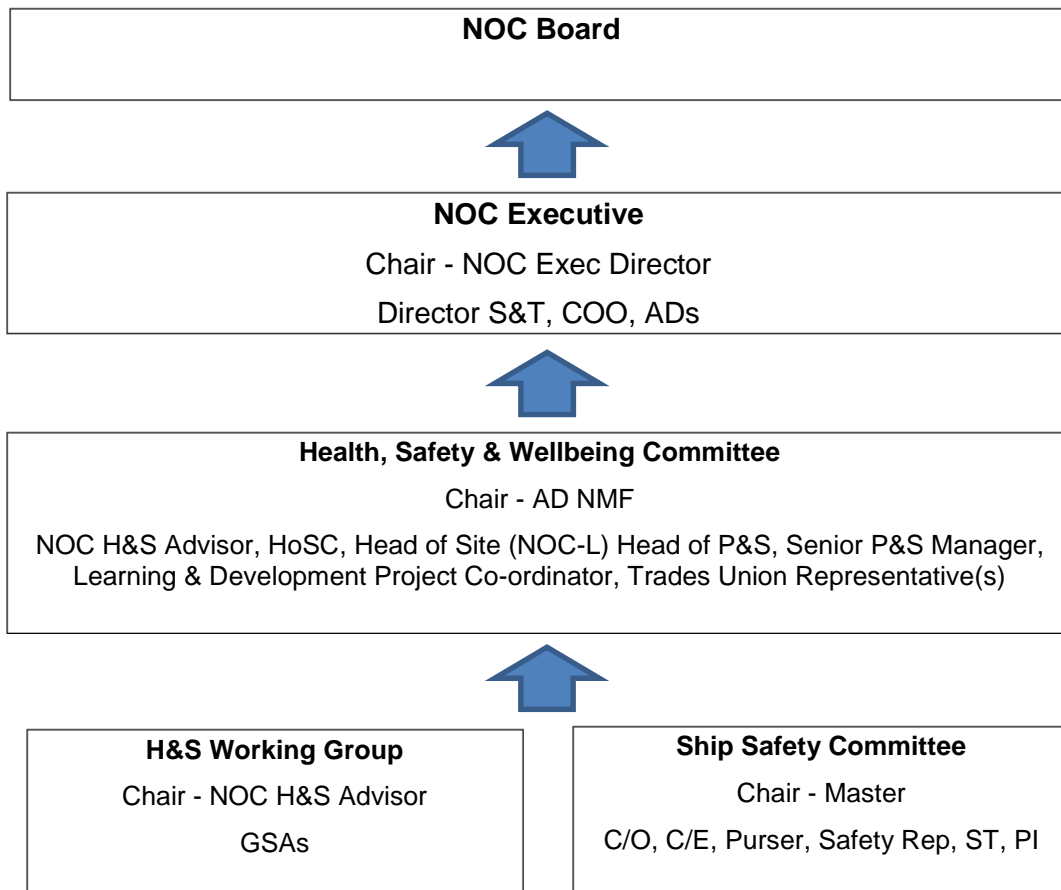 NOC Board
NOC Executive
Chair - NOC Exec Director
Director S&T, COO, ADs
Health, Safety & Wellbeing Committee
Chair - AD NMF
NOC H&S Advisor, HoSC, Head of Site (NOC-L) Head of P&S, Senior P&S Manager,
Learning & Development Project Co-ordinator, Trades Union Representative(s)
H&S Working Group
Chair - NOC H&S Advisor
GSAs
Ship Safety Committee
Chair - Master
C/O, C/E, Purser, Safety Rep, ST, PI